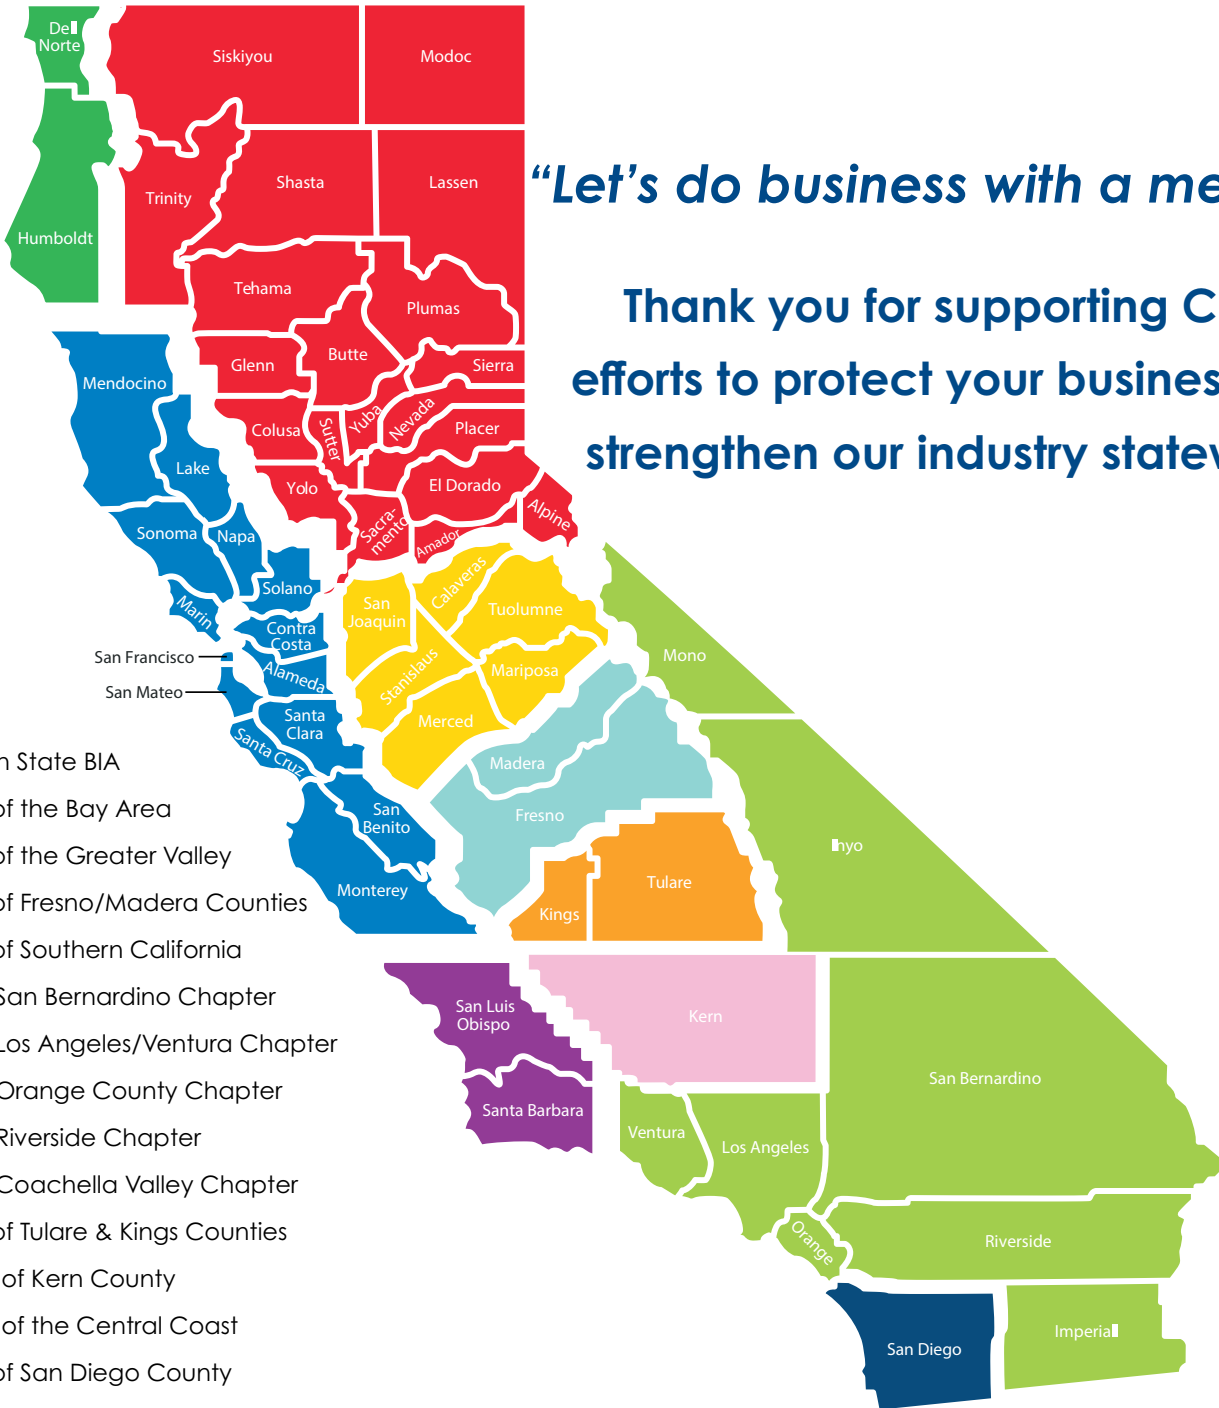 De
Norte
Siskiyou
Modoc
Trinity
Shasta
Lassen
Humboldt
"Let's do business with a me
Tehama
Plumas
Thank you for supporting C
Glenn
Butte
Sierra
Mendocino
efforts to protect your busines
Colusa
Sutter
Yuba
Nevada
Placer
strengthen our industry statew
Lake
Yolo
El Dorado
Sacra-
mento
Amador
Alpine
Sonoma
Napa
Solano
Marin
Contra
Costa
San
Joaquin
Calaveras
Tuolumne
San Francisco
Alameda
San Mateo
Stanislaus
Mariposa
Mono
Santa
Clara
Merced
Santa Cruz
Madera
n State BIA
of the Bay Area
of the Greater Valley
of Fresno/Madera Counties
of Southern California
San Bernardino Chapter
Los Angeles/Ventura Chapter
Orange County Chapter
Riverside Chapter
Coachella Valley Chapter
of Tulare & Kings Counties
of Kern County
of the Central Coast
of San Diego County
San
Benito
Fresno
nyo
Monterey
Kings
Tulare
San Luis
Obispo
Kern
San Bernardino
Santa Barbara
Ventura
Los Angeles
Orange
Riverside
San Diego
Imperia